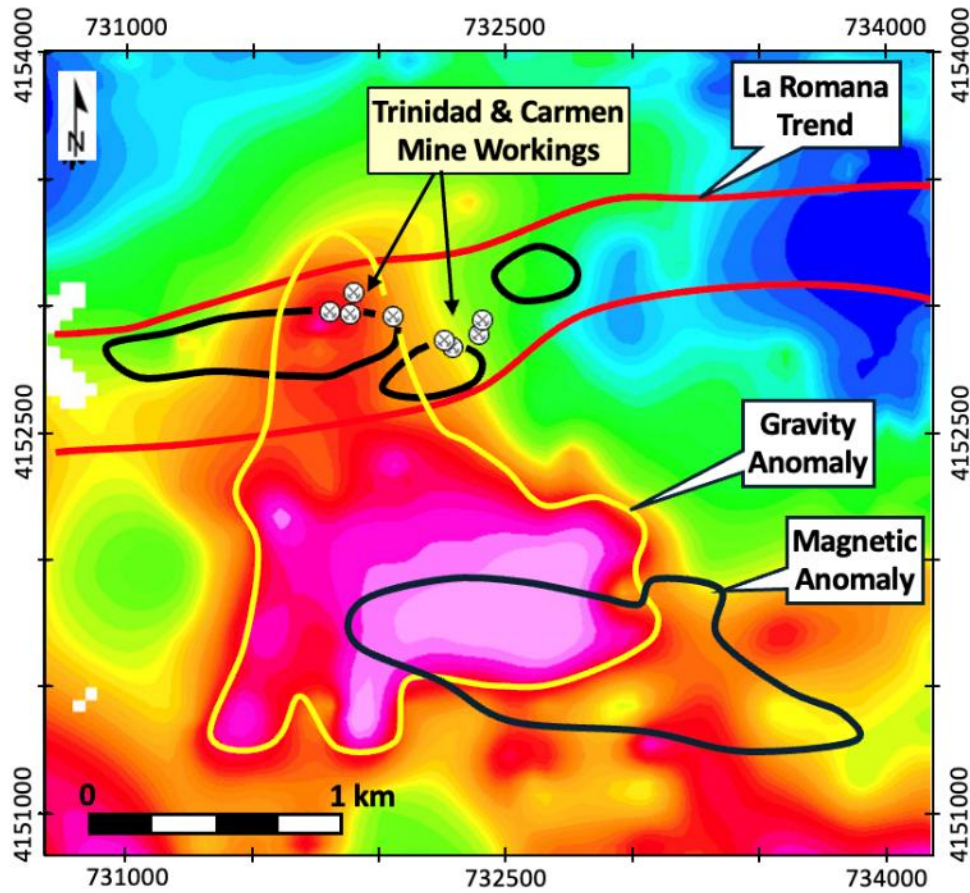 731000 732500 734000
4154000 4154000
La Romana
Trend
Trinidad & Carmen
Mine Workings
N
4152500 4152500
Gravity
Anomaly
Magnetic
Anomaly
0 1 km
4151000 4151000
731000 732500 734000